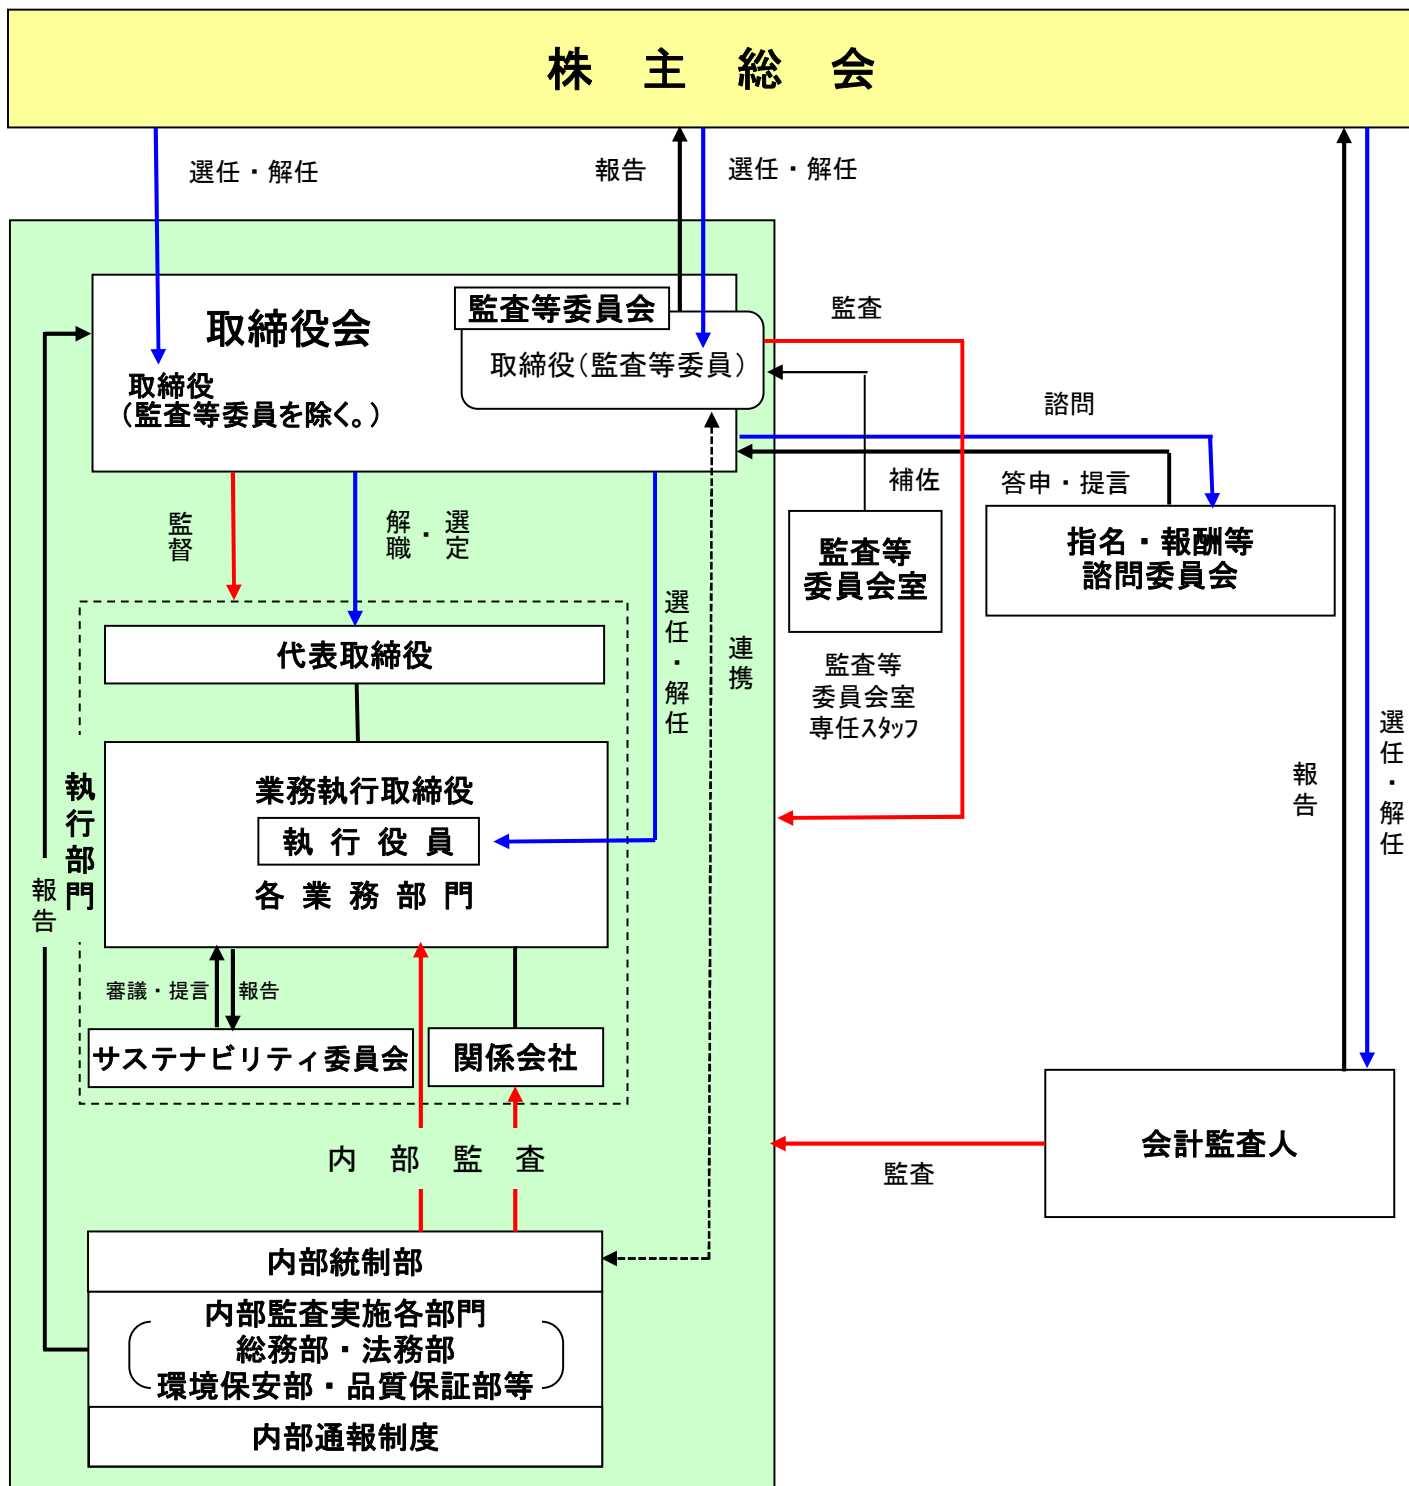 株 主 総 会
選任・解任
報告
選任・解任
取締役会
取締役
（監査等委員を除く。）
監査等委員会
取締役（監査等委員）
監査
諮問
答申・提言
補佐
監査等
委員会室
監査等
委員会室
専任スタッフ
指名・報酬等
諮問委員会
監督
解職・選定
選任・解任
連携
代表取締役
業務執行取締役
執 行 役 員
各 業 務 部 門
執行部門
報告
審議・提言
報告
サステナビリティ委員会
関係会社
内 部 監 査
内部統制部
内部監査実施各部門
総務部・法務部
環境保安部・品質保証部等
内部通報制度
報告
選任・解任
会計監査人
監査